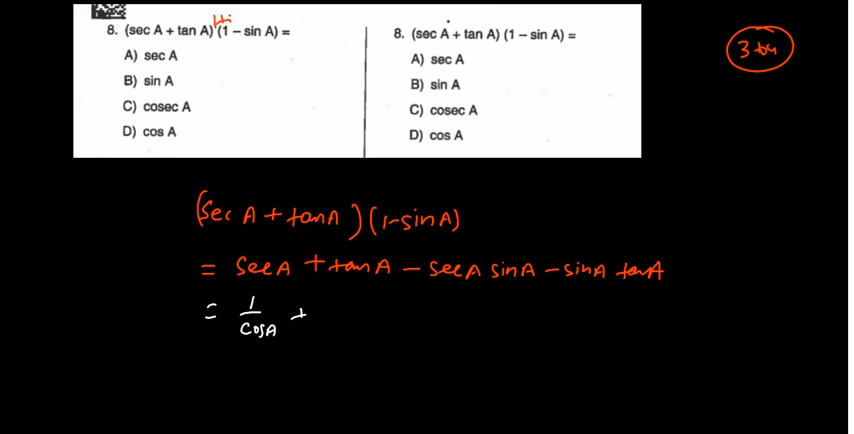 8. (sec A + tan A) (1 – sin A) =
A) sec A
B) sin A
C) cosec A
D) cos A
8. (sec A + tan A) (1 – sin A) =
A) sec A
B) sin A
C) cosec A
D) cos A
(sec A + tanA) (1-sinA)
= secA + tanA – secA sinA – sinA tanA
= 1/cosA +